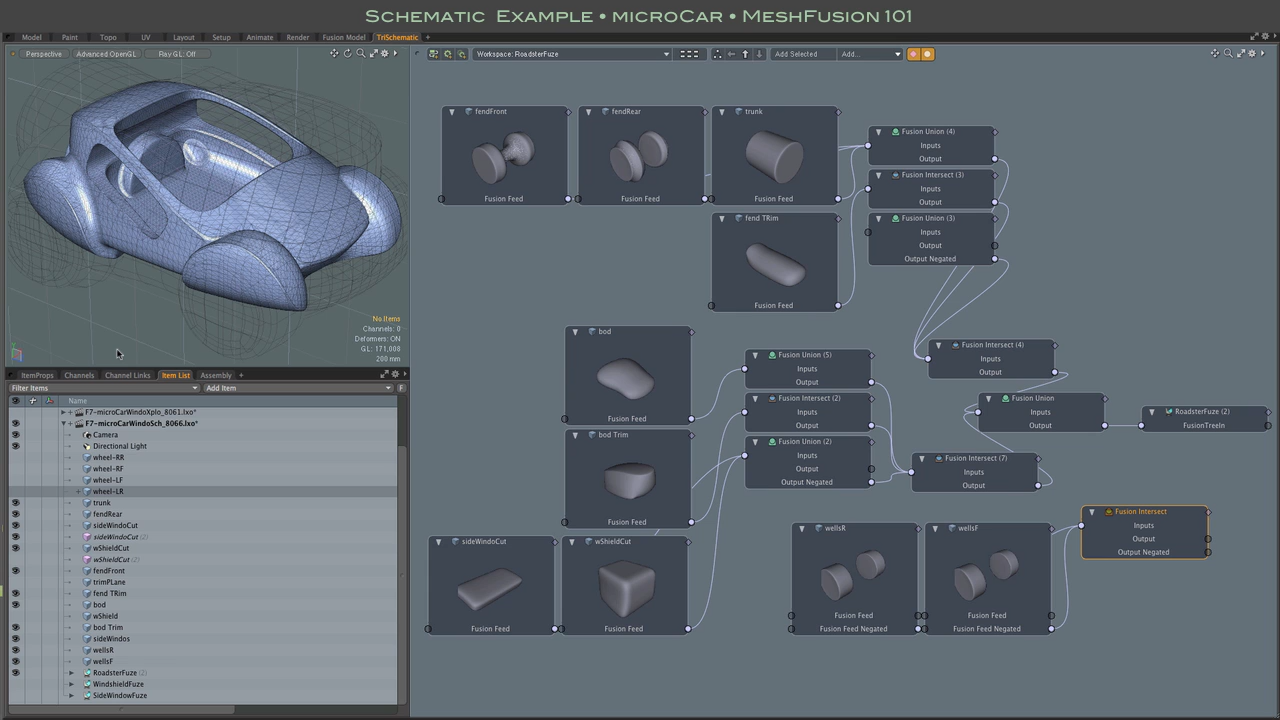 Schematic Example • microCar • MeshFusion 101
Model Paint Topo UV Layout Setup Animate Render Fusion Model TriSchematic +
Perspective Advanced OpenGL Ray GL: Off
Workspace: RoadsterFuze Add Selected Add...
No Items
Channels: 0
Deformers: ON
GL: 171,008
200 mm
ItemProps Channels Channel Links Item List Assembly +
Filter Items Add Item F
Name
F7-microCarWindoXplo_8061.lxo*
F7-microCarWindoSch_8066.lxo*
Camera
Directional Light
wheel-RR
wheel-RF
wheel-LF
wheel-LR
trunk
fendRear
sideWindoCut
sideWindoCut (2)
wShieldCut
wShieldCut (2)
fendFront
trimPLane
fend TRim
bod
wShield
bod Trim
sideWindos
wellsR
wellsF
RoadsterFuze (2)
WindshieldFuze
SideWindowFuze
fendFront
Fusion Feed
fendRear
Fusion Feed
trunk
Fusion Feed
fend TRim
Fusion Feed
Fusion Union (4)
Inputs
Output
Fusion Intersect (3)
Inputs
Output
Fusion Union (3)
Inputs
Output
Output Negated
bod
Fusion Feed
bod Trim
Fusion Feed
sideWindoCut
Fusion Feed
wShieldCut
Fusion Feed
Fusion Union (5)
Inputs
Output
Fusion Intersect (2)
Inputs
Output
Fusion Union (2)
Inputs
Output
Output Negated
Fusion Intersect (4)
Inputs
Output
Fusion Union
Inputs
Output
RoadsterFuze (2)
FusionTreeIn
Fusion Intersect (7)
Inputs
Output
wellsR
Fusion Feed
Fusion Feed Negated
wellsF
Fusion Feed
Fusion Feed Negated
Fusion Intersect
Inputs
Output
Output Negated